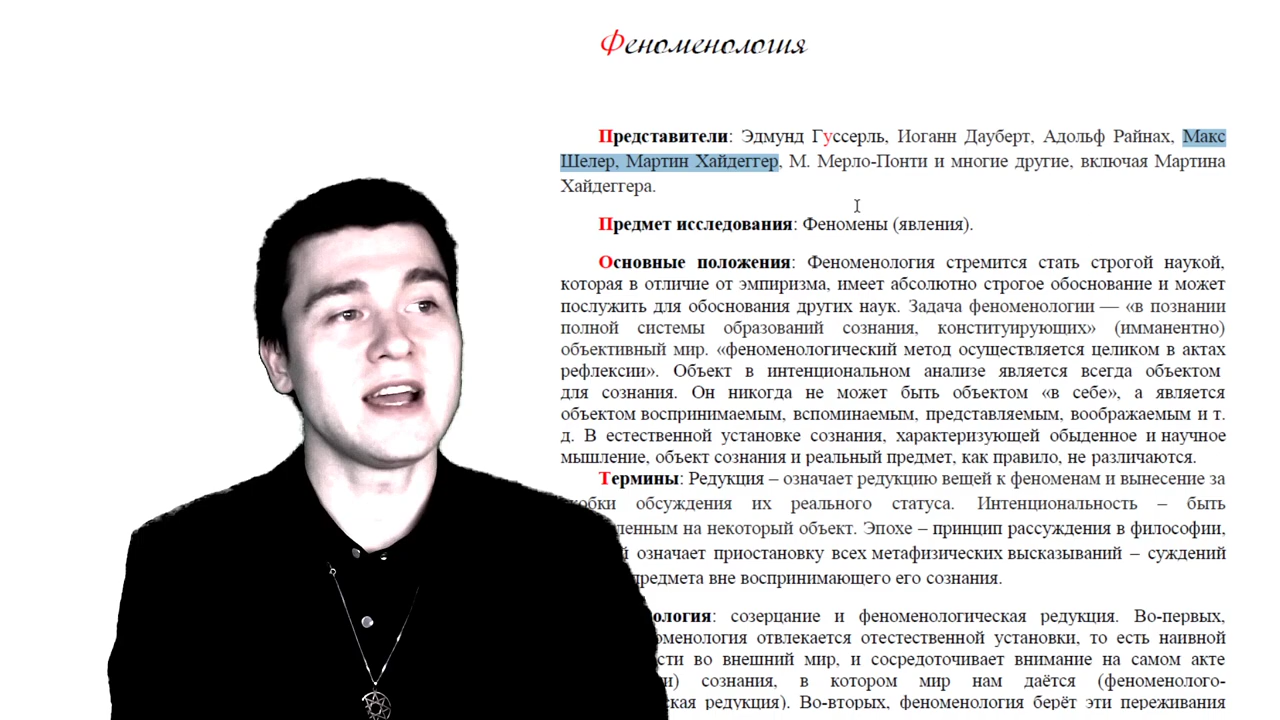 Феноменология
Представители: Эдмунд Гуссерль, Иоганн Дауберт, Адольф Райнах, Макс
Шелер, Мартин Хайдеггер, М. Мерло-Понти и многие другие, включая Мартина
Хайдеггера.
Предмет исследования: Феномены (явления).
Основные положения: Феноменология стремится стать строгой наукой,
которая в отличие от эмпиризма, имеет абсолютно строгое обоснование и может
послужить для обоснования других наук. Задача феноменологии — «в познании
полной системы образований сознания, конституирующих» (имманентно)
объективный мир. «феноменологический метод осуществляется целиком в актах
рефлексии». Объект в интенциональном анализе является всегда объектом
для сознания. Он никогда не может быть объектом «в себе», а является
объектом воспринимаемым, вспоминаемым, представляемым, воображаемым и т.
д. В естественной установке сознания, характеризующей обыденное и научное
мышление, объект сознания и реальный предмет, как правило, не различаются.
Термины: Редукция – означает редукцию вещей к феноменам и вынесение за
обсуждения их реального статуса. Интенциональность – быть
на некоторый объект. Эпохе – принцип рассуждения в философии,
означает приостановку всех метафизических высказываний – суждений
предмета вне воспринимающего его сознания.
созерцание и феноменологическая редукция. Во-первых,
отвлекается отестественной установки, то есть наивной
во внешний мир, и сосредоточивает внимание на самом акте
сознания, в котором мир нам даётся (феноменолого-
редукция). Во-вторых, феноменология берёт эти переживания